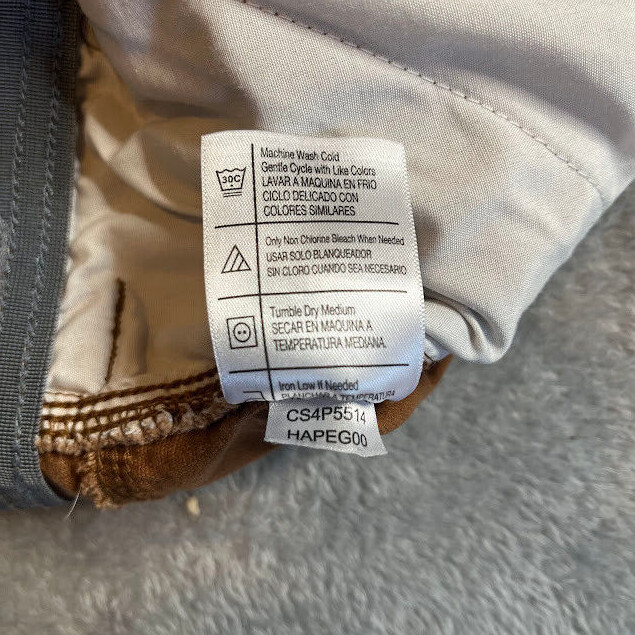 30C
Machine Wash Cold
Gentle Cycle with Like Colors
LAVAR A MAQUINA EN FRIO
CICLO DELICADO CON
COLORES SIMILARES
Only Non Chlorine Bleach When Needed
USAR SOLO BLANQUEADOR
SIN CLORO CUANDO SEA NECESARIO
Tumble Dry Medium
SECAR EN MAQUINA A
TEMPERATURA MEDIANA.
Iron Low If Needed
PLANCHAR A TEMPERATURA
CS4P5514
HAPEG00